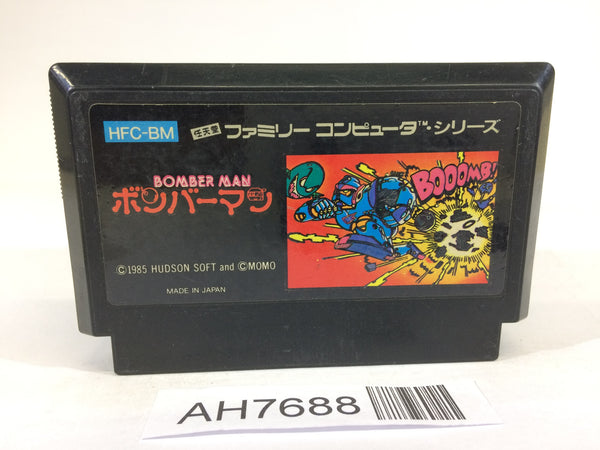 HFC-BM
任天堂 ファミリー コンピュータ™・シリーズ
BOMBER MAN
ボンバーマン
BOOOMB!
©1985 HUDSON SOFT and ©MOMO
MADE IN JAPAN
AH7688